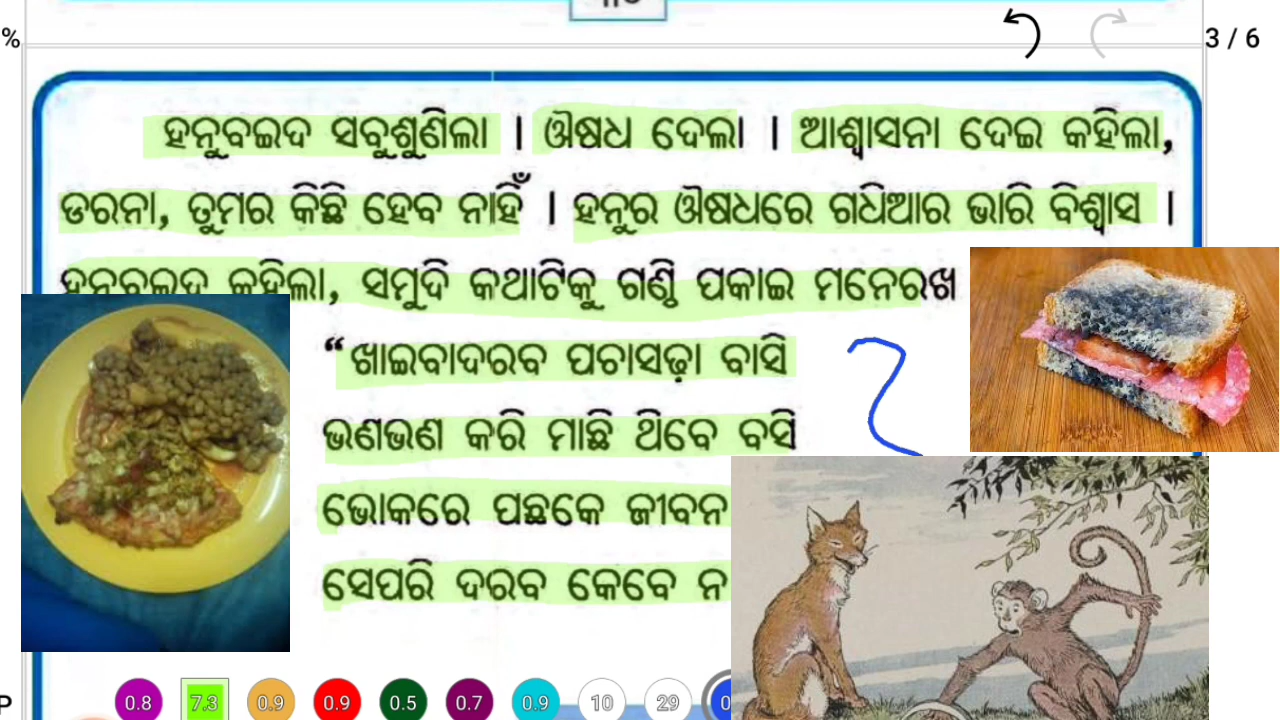 %
3 / 6
ହନୁବଇଦ ସବୁଶୁଣିଲା । ଔଷଧ ଦେଲା । ଆଶ୍ୱାସନା ଦେଇ କହିଲା,
ଡରନା, ତୁମର କିଛି ହେବ ନାହିଁ । ହନୁର ଔଷଧରେ ଗଧିଆର ଭାରି ବିଶ୍ୱାସ ।
ହନୁବଇଦ କହିଲା, ସମୁଦି କଥାଟିକୁ ଗଣ୍ଠି ପକାଇ ମନେରଖ
“ଖାଇବାଦରବ ପଚାସଢ଼ା ବାସି
ଭଣଭଣ କରି ମାଛି ଥିବେ ବସି
ଭୋକରେ ପଛକେ ଜୀବନ
ସେପରି ଦରବ କେବେ ନ
P
0.8 7.3 0.9 0.9 0.5 0.7 0.9 10 29